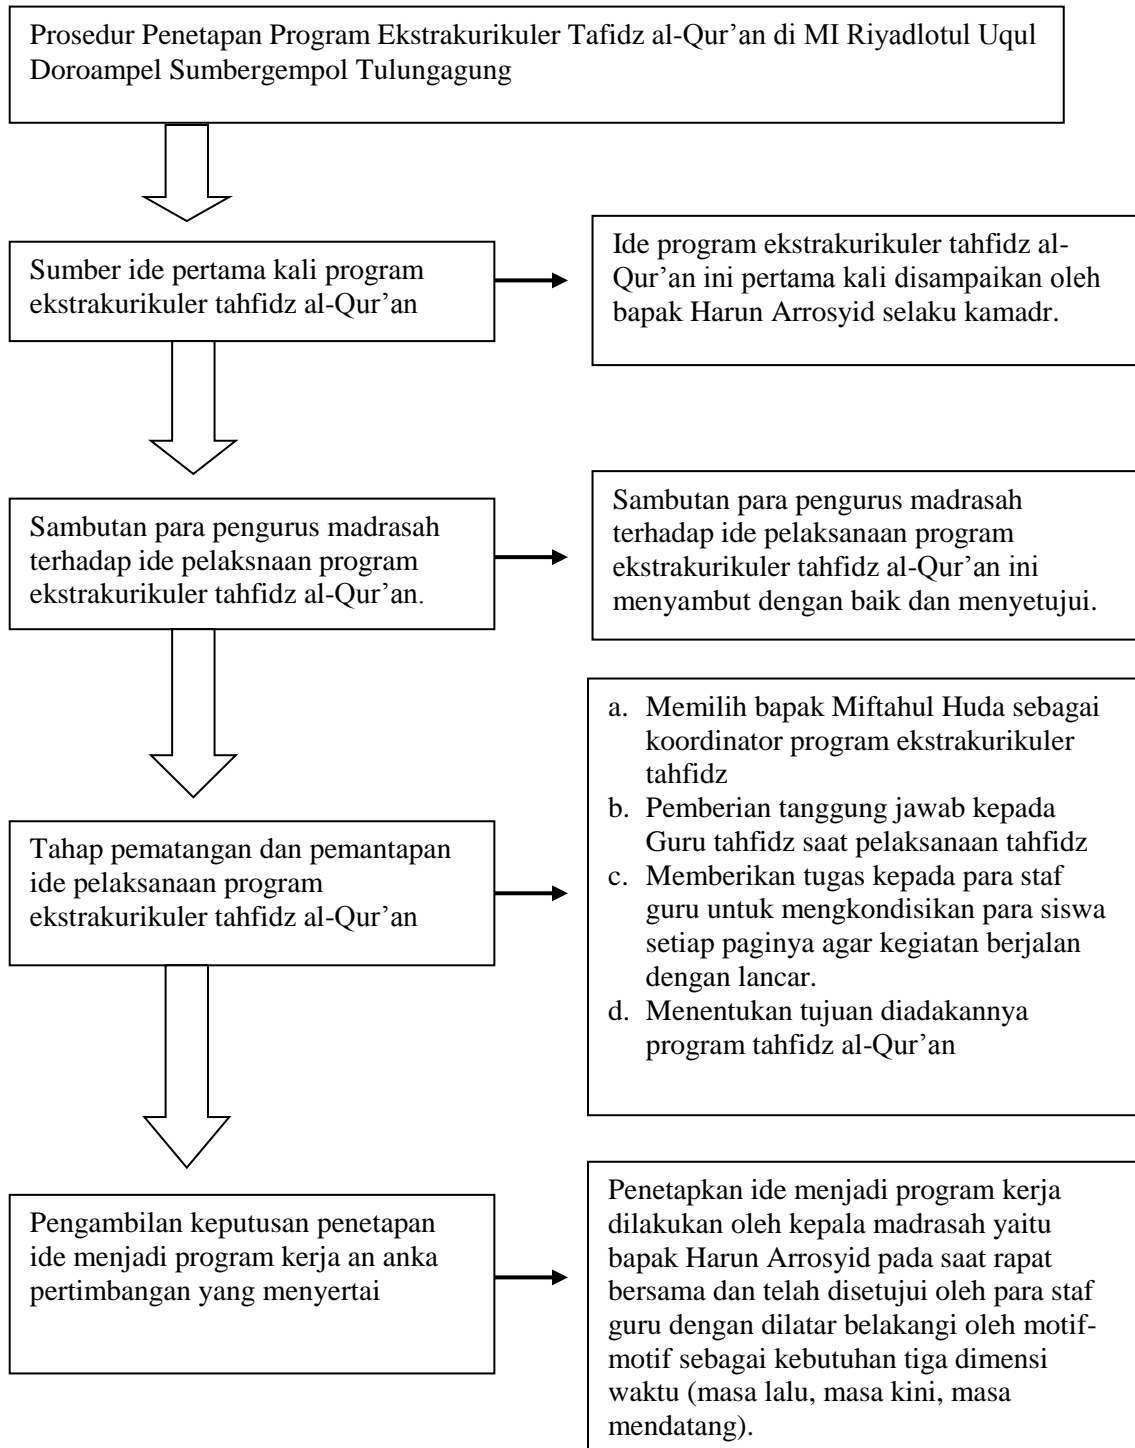 Prosedur Penetapan Program Ekstrakurikuler Tafidz al-Qur’an di MI Riyadlotul Uqul
Doroampel Sumbergempol Tulungagung
Sumber ide pertama kali program
ekstrakurikuler tahfidz al-Qur’an
Ide program ekstrakurikuler tahfidz al-
Qur’an ini pertama kali disampaikan oleh
bapak Harun Arrosyid selaku kamadr.
Sambutan para pengurus madrasah
terhadap ide pelaksnaan program
ekstrakurikuler tahfidz al-Qur’an.
Sambutan para pengurus madrasah
terhadap ide pelaksanaan program
ekstrakurikuler tahfidz al-Qur’an ini
menyambut dengan baik dan menyetujui.
Tahap pematangan dan pemantapan
ide pelaksanaan program
ekstrakurikuler tahfidz al-Qur’an
a. Memilih bapak Miftahul Huda sebagai
koordinator program ekstrakurikuler
tahfidz
b. Pemberian tanggung jawab kepada
Guru tahfidz saat pelaksanaan tahfidz
c. Memberikan tugas kepada para staf
guru untuk mengkondisikan para siswa
setiap paginya agar kegiatan berjalan
dengan lancar.
d. Menentukan tujuan diadakannya
program tahfidz al-Qur’an
Pengambilan keputusan penetapan
ide menjadi program kerja an anka
pertimbangan yang menyertai
Penetapkan ide menjadi program kerja
dilakukan oleh kepala madrasah yaitu
bapak Harun Arrosyid pada saat rapat
bersama dan telah disetujui oleh para staf
guru dengan dilatar belakangi oleh motif-
motif sebagai kebutuhan tiga dimensi
waktu (masa lalu, masa kini, masa
mendatang).